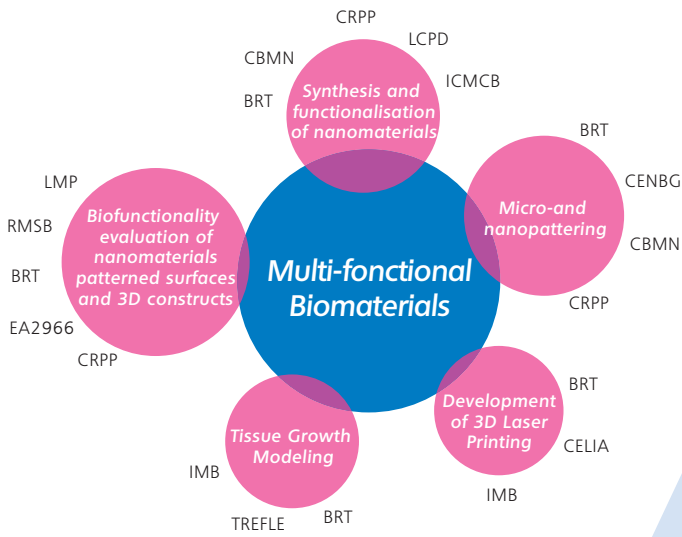 CRPP
LCPD
CBMN
ICMCB
BRT
Synthesis and
functionalisation
of nanomaterials
BRT
CENBG
CBMN
CRPP
Micro-and
nanopattering
LMP
RMSB
BRT
EA2966
CRPP
Biofunctionality
evaluation of
nanomaterials
patterned surfaces
and 3D constructs
Multi-fonctional
Biomaterials
BRT
CELIA
IMB
Development
of 3D Laser
Printing
Tissue Growth
Modeling
IMB
TREFLE
BRT